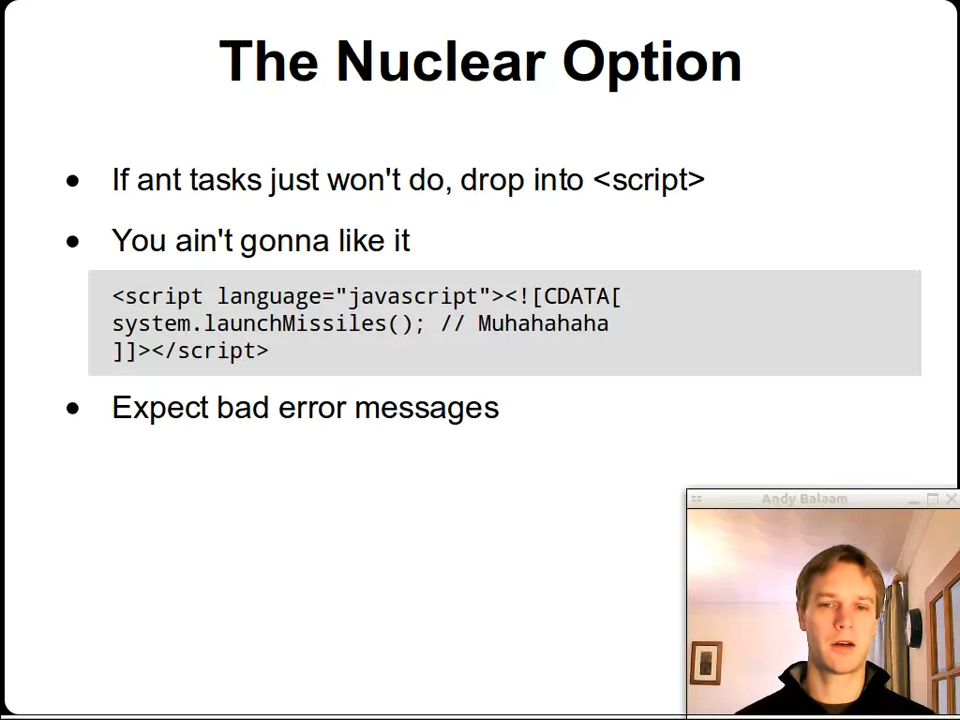 The Nuclear Option
• If ant tasks just won't do, drop into <script>
• You ain't gonna like it
<script language="javascript"><![CDATA[
system.launchMissiles(); // Muhahahaha
]]></script>
• Expect bad error messages
Andy Balaam